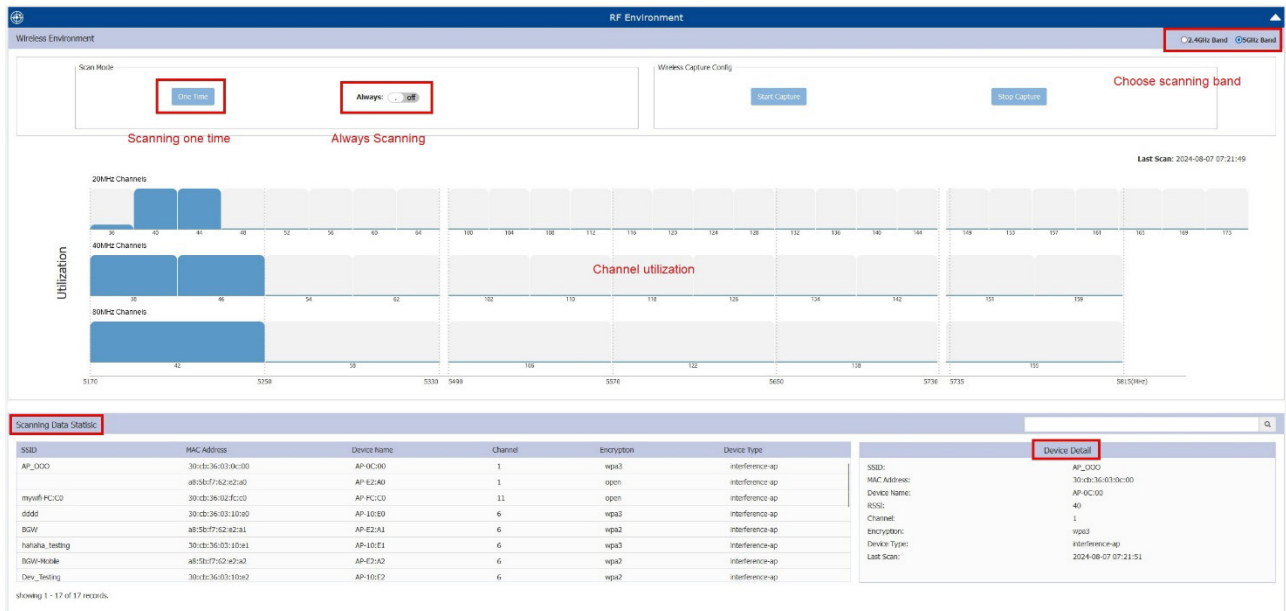 RF Environment
Wireless Environment
2.4GHz Band 5GHz Band
Scan Mode
Wireless Capture Config
Choose scanning band
One Time
Always: off
Start Capture
Stop Capture
Scanning one time
Always Scanning
Last Scan: 2024-08-07 07:21:49
20MHz Channels
36 40 44 48 52 56 60 64 100 104 108 112 116 120 124 128 132 136 140 144 149 153 157 161 165 169 173
40MHz Channels
Utilization
Channel utilization
38 46 54 62 102 110 118 126 134 142 151 159
80MHz Channels
42 58 106 122 138 155
5170 5250 5330 5490 5570 5650 5730 5735 5815(MHz)
Scanning Data Statisic
SSID MAC Address Device Name Channel Encryption Device Type
AP_OOO 30:cb:36:03:0c:00 AP-0C:00 1 wpa3 interference-ap
a8:5b:f7:62:e2:a0 AP-E2:A0 1 open interference-ap
mywifi-FC:C0 30:cb:36:02:fc:c0 AP-FC:C0 11 open interference-ap
dddd 30:cb:36:03:10:e0 AP-10:E0 6 wpa3 interference-ap
BGW a8:5b:f7:62:e2:a1 AP-E2:A1 6 wpa2 interference-ap
hahaha_testing 30:cb:36:03:10:e1 AP-10:E1 6 wpa3 interference-ap
BGW-Mobile a8:5b:f7:62:e2:a2 AP-E2:A2 6 wpa2 interference-ap
Dev_Testing 30:cb:36:03:10:e2 AP-10:E2 6 wpa2 interference-ap
showing 1 - 17 of 17 records.
Device Detail
SSID: AP_OOO
MAC Address: 30:cb:36:03:0c:00
Device Name: AP-0C:00
RSSI: 40
Channel: 1
Encryption: wpa3
Device Type: interference-ap
Last Scan: 2024-08-07 07:21:51